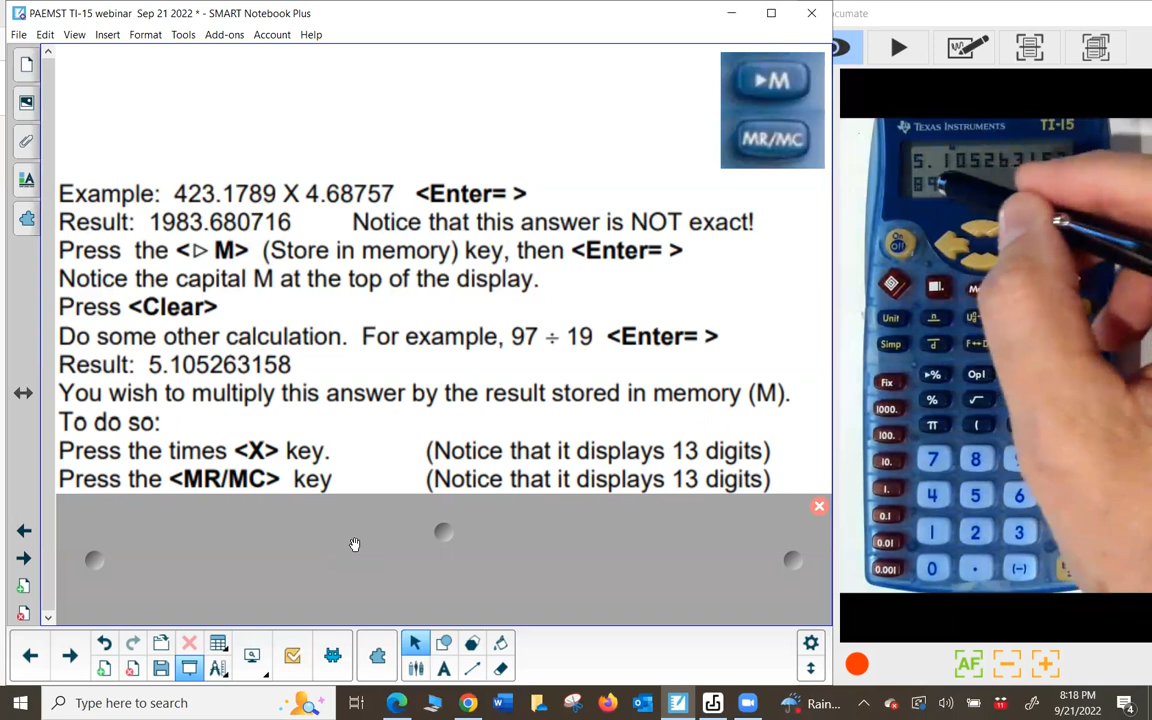 PAEMST TI-15 webinar  Sep 21 2022 * - SMART Notebook Plus
File Edit View Insert Format Tools Add-ons Account Help
▸M
MR/MC
Example:  423.1789 X 4.68757   <Enter= >
Result:  1983.680716        Notice that this answer is NOT exact!
Press  the <▷ M>  (Store in memory) key, then <Enter= >
Notice the capital M at the top of the display.
Press <Clear>
Do some other calculation.  For example, 97 ÷ 19  <Enter= >
Result:  5.105263158
You wish to multiply this answer by the result stored in memory (M).
To do so:
Press the times <X> key.             (Notice that it displays 13 digits)
Press the <MR/MC>  key             (Notice that it displays 13 digits)
TEXAS INSTRUMENTS TI-15
On Off
Unit n
Simp d F↔D
Fix ▸% Op1
1000. % √
100. π (
10. 7 8
1. 4 5 6
0.1 1 2 3
0.01
0.001 0 . (−)
AF
Type here to search
Rain...
8:18 PM
9/21/2022
4